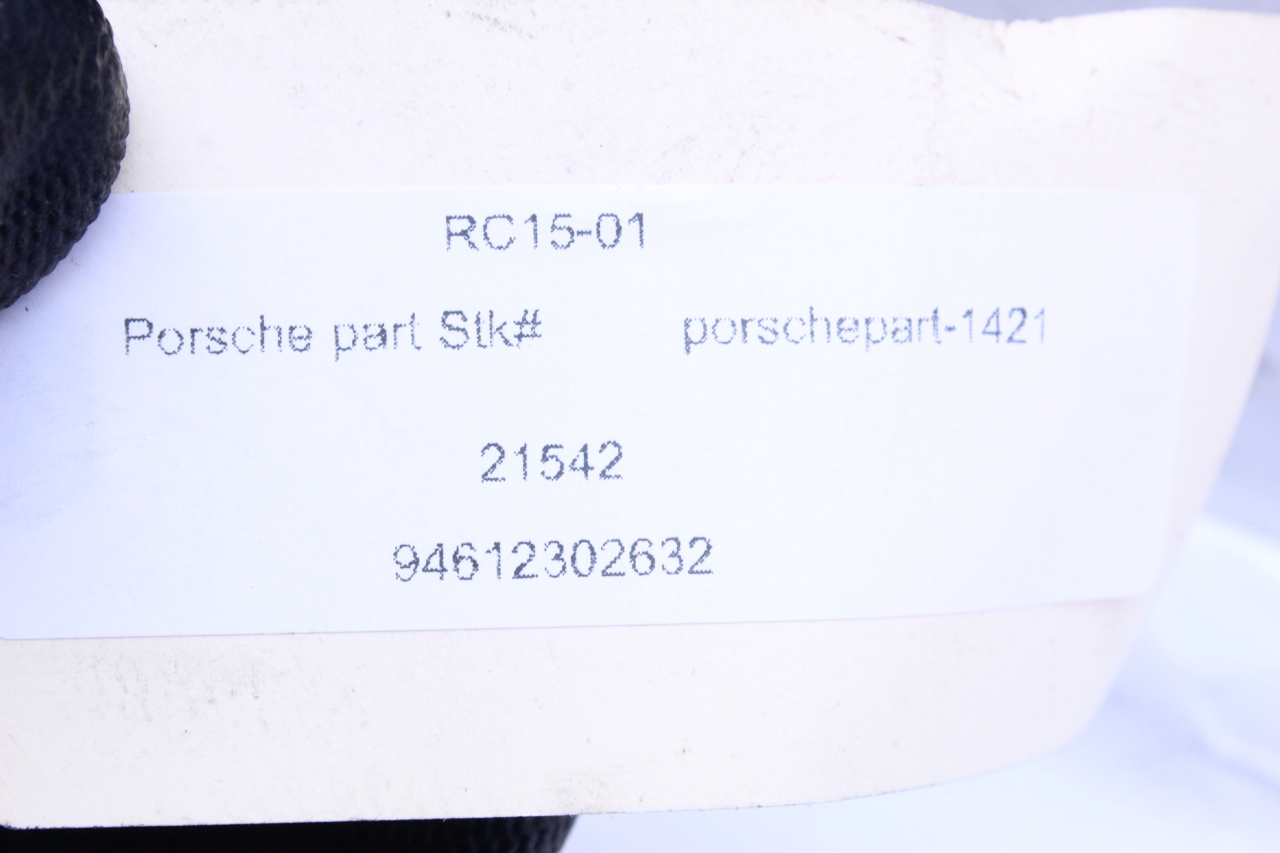 RC15-01
Porsche part Stk# porschepart-1421
21542
94612302632